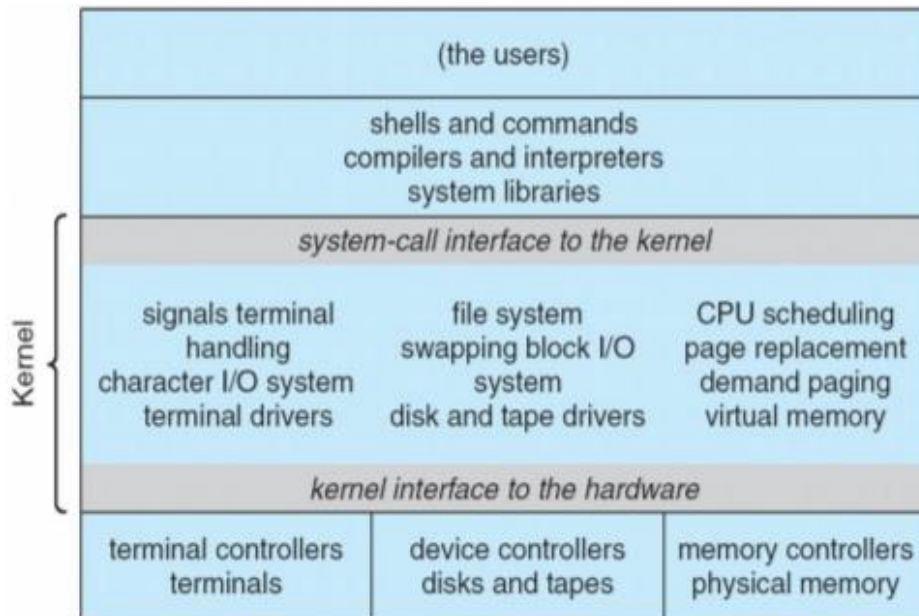 (the users)
shells and commands
compilers and interpreters
system libraries
Kernel
system-call interface to the kernel
signals terminal
handling
character I/O system
terminal drivers
file system
swapping block I/O
system
disk and tape drivers
CPU scheduling
page replacement
demand paging
virtual memory
kernel interface to the hardware
terminal controllers
terminals
device controllers
disks and tapes
memory controllers
physical memory